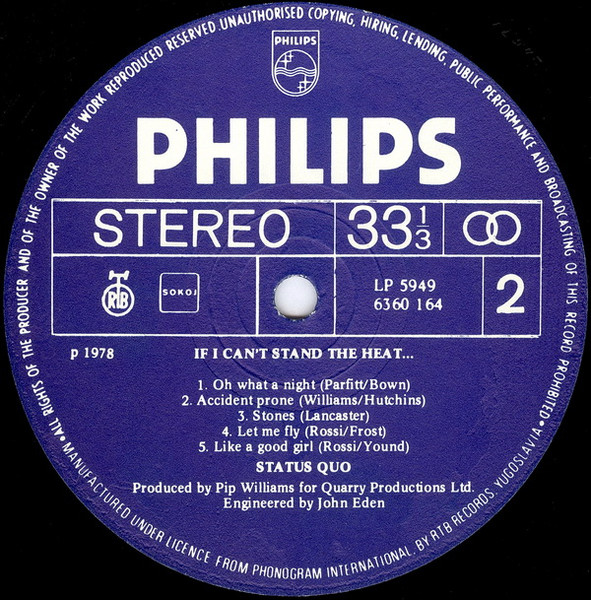 •ALL RIGHTS OF THE PRODUCER AND OF THE OWNER OF THE WORK REPRODUCED RESERVED.UNAUTHORISED COPYING, HIRING, LENDING, PUBLIC PERFORMANCE AND BROADCASTING OF THIS RECORD PROHIBITED•
PHILIPS
PHILIPS
STEREO
33 1/3
RTB
SOKOJ
LP 5949
6360 164
2
p 1978
IF I CAN'T STAND THE HEAT...
1. Oh what a night (Parfitt/Bown)
2. Accident prone (Williams/Hutchins)
3. Stones (Lancaster)
4. Let me fly (Rossi/Frost)
5. Like a good girl (Rossi/Yound)
STATUS QUO
Produced by Pip Williams for Quarry Productions Ltd.
Engineered by John Eden
MANUFACTURED UNDER LICENCE FROM PHONOGRAM INTERNATIONAL, BY RTB RECORDS, YUGOSLAVIA•